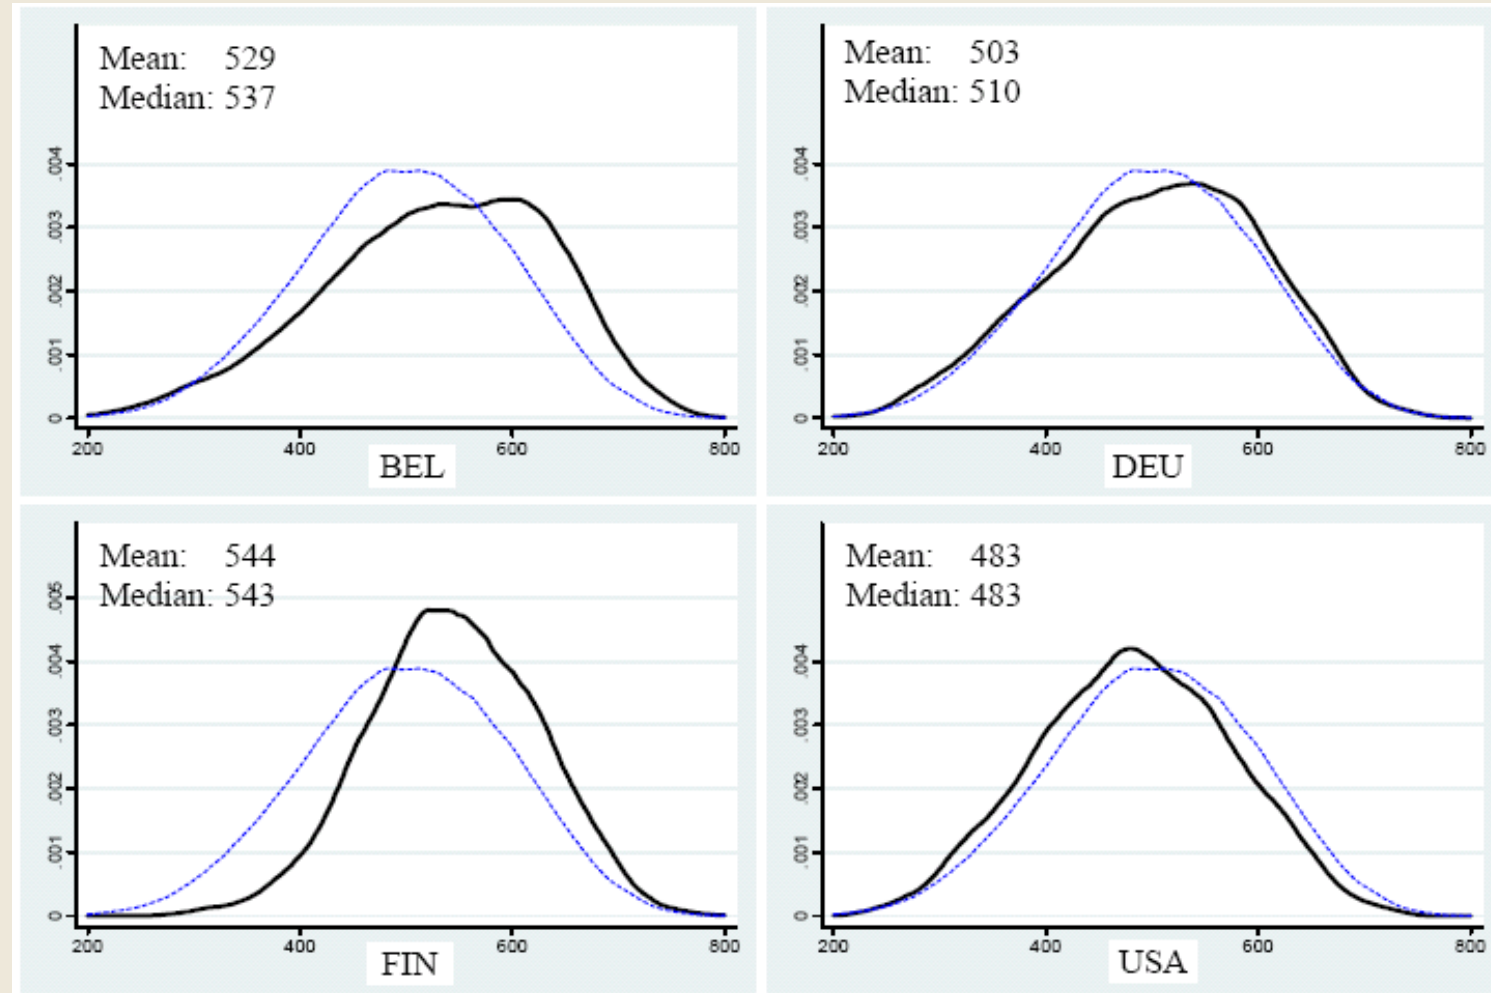 Mean: 529
Median: 537
.004
.003
.002
.001
0
200 400 600 800
BEL
Mean: 503
Median: 510
.004
.003
.002
.001
0
200 400 600 800
DEU
Mean: 544
Median: 543
.005
.004
.003
.002
.001
0
200 400 600 800
FIN
Mean: 483
Median: 483
.004
.003
.002
.001
0
200 400 600 800
USA